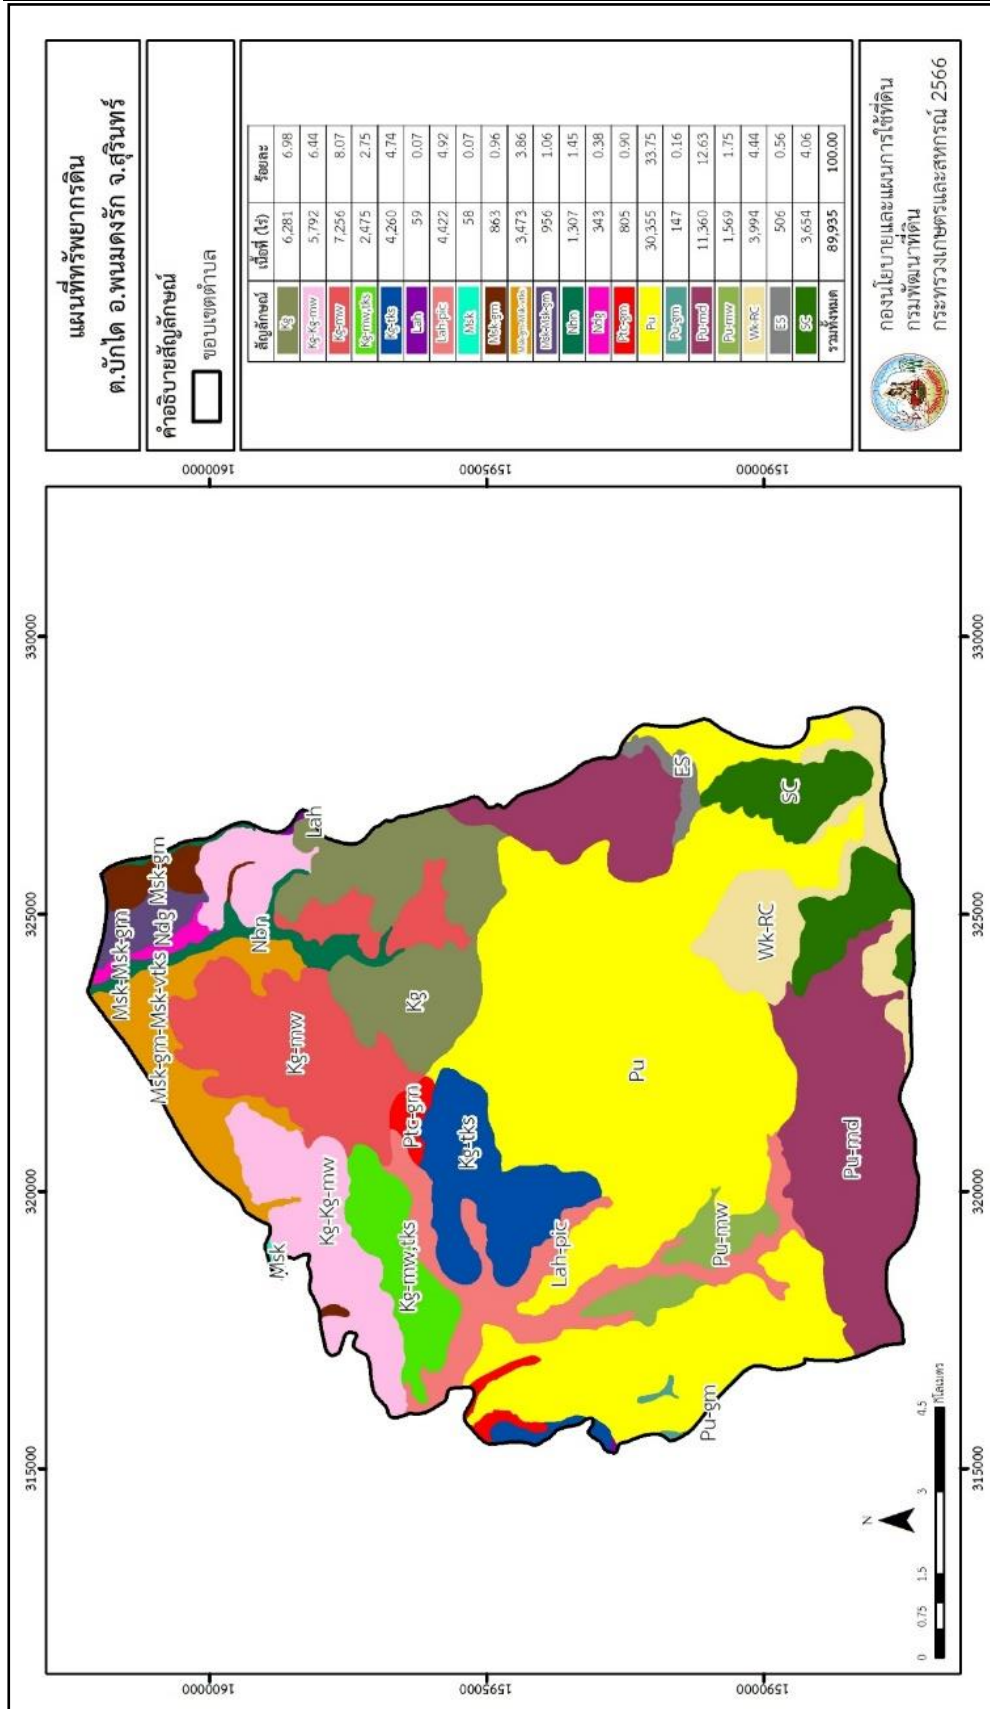 แผนที่ทรัพยากรดิน
ต.บักได อ.พนมดงรัก จ.สุรินทร์
คำอธิบายสัญลักษณ์
ขอบเขตตำบล
สัญลักษณ์ เนื้อที่ (ไร่) ร้อยละ
Kg 6,281 6.98
Kg-Kg-mw 5,792 6.44
Kg-mw 7,256 8.07
Kg-mw,tks 2,475 2.75
Kg-tks 4,260 4.74
Lah 59 0.07
Lah-pic 4,422 4.92
Msk 58 0.07
Msk-gm 863 0.96
Msk-gm-Msk-vtks 3,473 3.86
Msk-Msk-gm 956 1.06
Nbn 1,307 1.45
Ndg 343 0.38
Ptc-gm 805 0.90
Pu 30,355 33.75
Pu-gm 147 0.16
Pu-md 11,360 12.63
Pu-mw 1,569 1.75
Wk-RC 3,994 4.44
ES 506 0.56
SC 3,654 4.06
รวมทั้งหมด 89,935 100.00
กองนโยบายและแผนการใช้ที่ดิน
กรมพัฒนาที่ดิน
กระทรวงเกษตรและสหกรณ์ 2566
315000 320000 325000 330000
1600000
1595000
1590000
1600000
1595000
1590000
Msk-Msk-gm
Msk-gm-Msk-vtks
Ndg
Msk-gm
Nbn
Lah
Msk
Kg-Kg-mw
Kg-mw
Kg-mw,tks
Ptc-gm
Kg
Kg-tks
Lah-pic
Pu
ES
Pu-gm
Pu-mw
Wk-RC
SC
Pu-md
N
0 0.75 1.5 3 4.5
กิโลเมตร
315000 320000 325000 330000